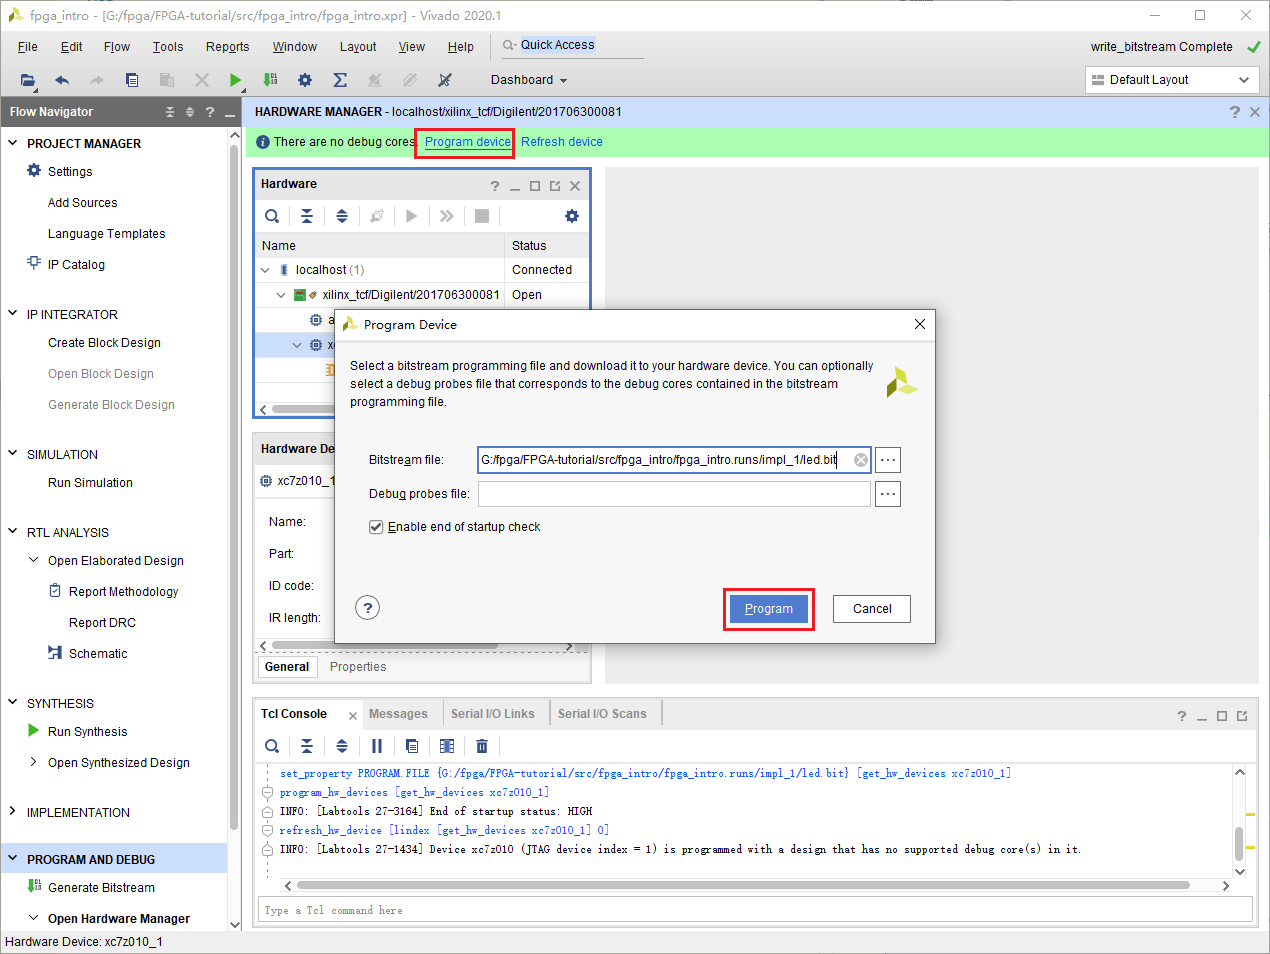 fpga_intro - [G:/fpga/FPGA-tutorial/src/fpga_intro/fpga_intro.xpr] - Vivado 2020.1
File Edit Flow Tools Reports Window Layout View Help Quick Access write_bitstream Complete
Dashboard Default Layout
Flow Navigator
HARDWARE MANAGER - localhost/xilinx_tcf/Digilent/201706300081
There are no debug cores. Program device Refresh device
PROJECT MANAGER
Settings
Add Sources
Language Templates
IP Catalog
IP INTEGRATOR
Create Block Design
Open Block Design
Generate Block Design
SIMULATION
Run Simulation
RTL ANALYSIS
Open Elaborated Design
Report Methodology
Report DRC
Schematic
SYNTHESIS
Run Synthesis
Open Synthesized Design
IMPLEMENTATION
PROGRAM AND DEBUG
Generate Bitstream
Open Hardware Manager
Hardware
Name Status
localhost (1) Connected
xilinx_tcf/Digilent/201706300081 Open
a
xc
Hardware De
xc7z010_1
Name:
Part:
ID code:
IR length:
General Properties
Program Device
Select a bitstream programming file and download it to your hardware device. You can optionally
select a debug probes file that corresponds to the debug cores contained in the bitstream
programming file.
Bitstream file: G:/fpga/FPGA-tutorial/src/fpga_intro/fpga_intro.runs/impl_1/led.bit
Debug probes file:
Enable end of startup check
Program Cancel
Tcl Console Messages Serial I/O Links Serial I/O Scans
set_property PROGRAM.FILE {G:/fpga/FPGA-tutorial/src/fpga_intro/fpga_intro.runs/impl_1/led.bit} [get_hw_devices xc7z010_1]
program_hw_devices [get_hw_devices xc7z010_1]
INFO: [Labtools 27-3164] End of startup status: HIGH
refresh_hw_device [lindex [get_hw_devices xc7z010_1] 0]
INFO: [Labtools 27-1434] Device xc7z010 (JTAG device index = 1) is programmed with a design that has no supported debug core(s) in it.
Type a Tcl command here
Hardware Device: xc7z010_1